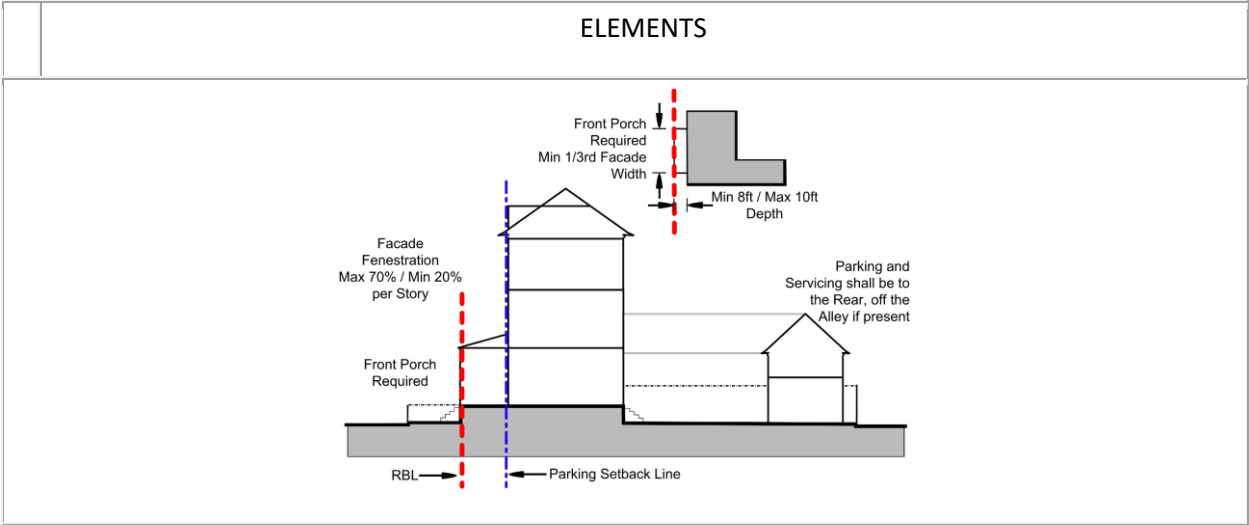 ELEMENTS
Front Porch
Required
Min 1/3rd Facade
Width
Min 8ft / Max 10ft
Depth
Facade
Fenestration
Max 70% / Min 20%
per Story
Parking and
Servicing shall be to
the Rear, off the
Alley if present
Front Porch
Required
RBL
Parking Setback Line